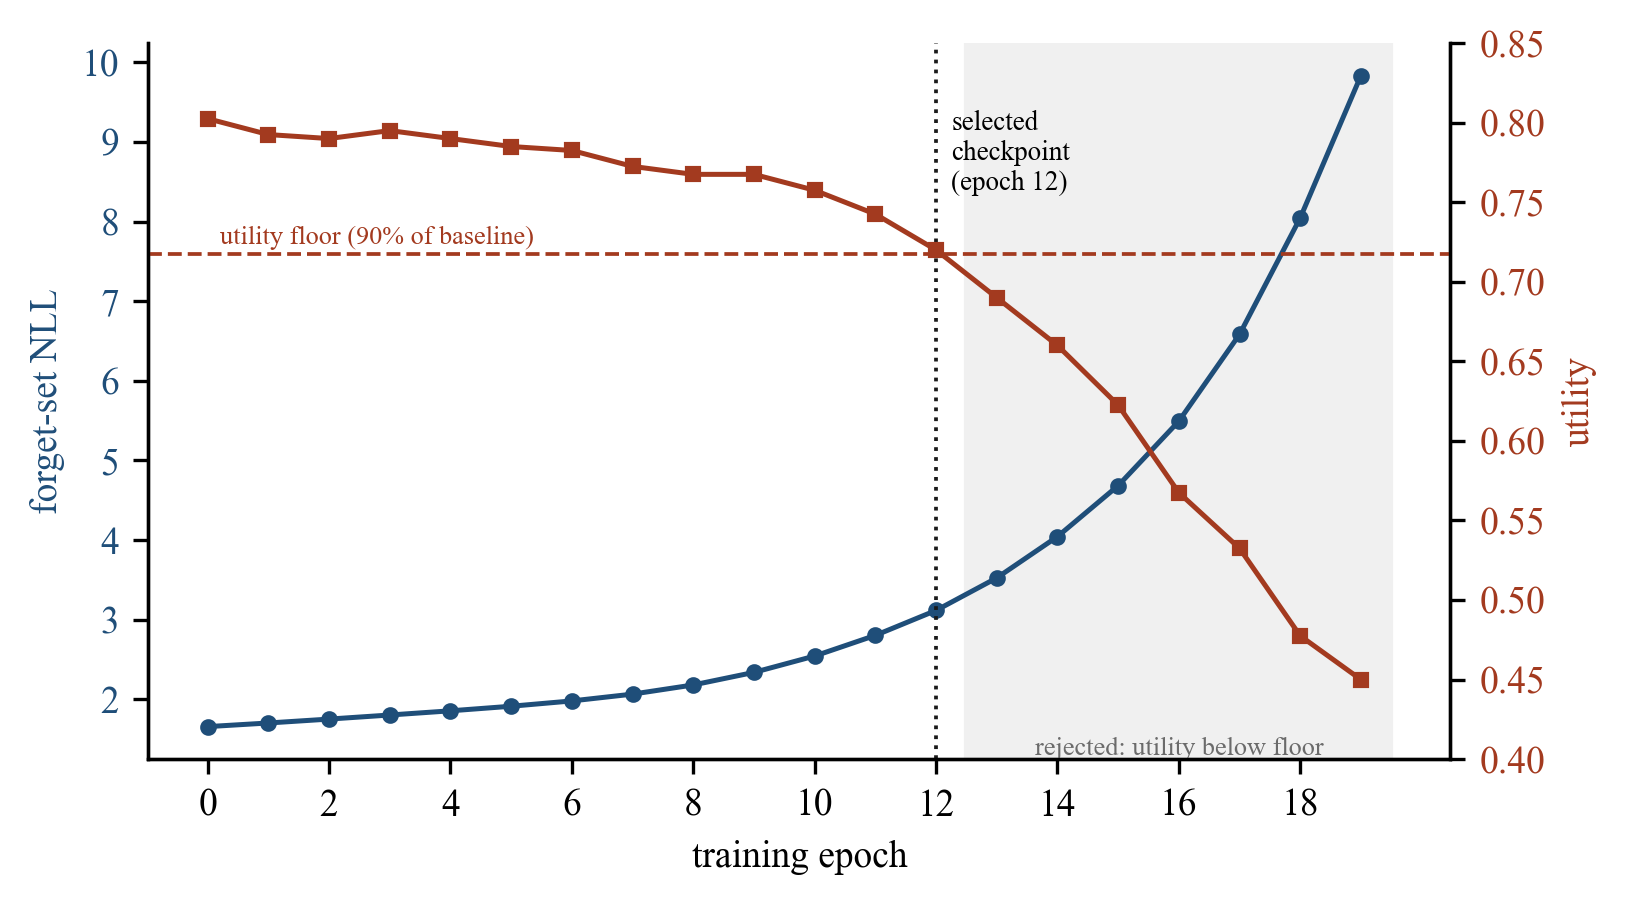 10
9
8
7
6
5
4
3
2
forget-set NLL
0.85
0.80
0.75
0.70
0.65
0.60
0.55
0.50
0.45
0.40
utility
selected
checkpoint
(epoch 12)
utility floor (90% of baseline)
rejected: utility below floor
0 2 4 6 8 10 12 14 16 18
training epoch